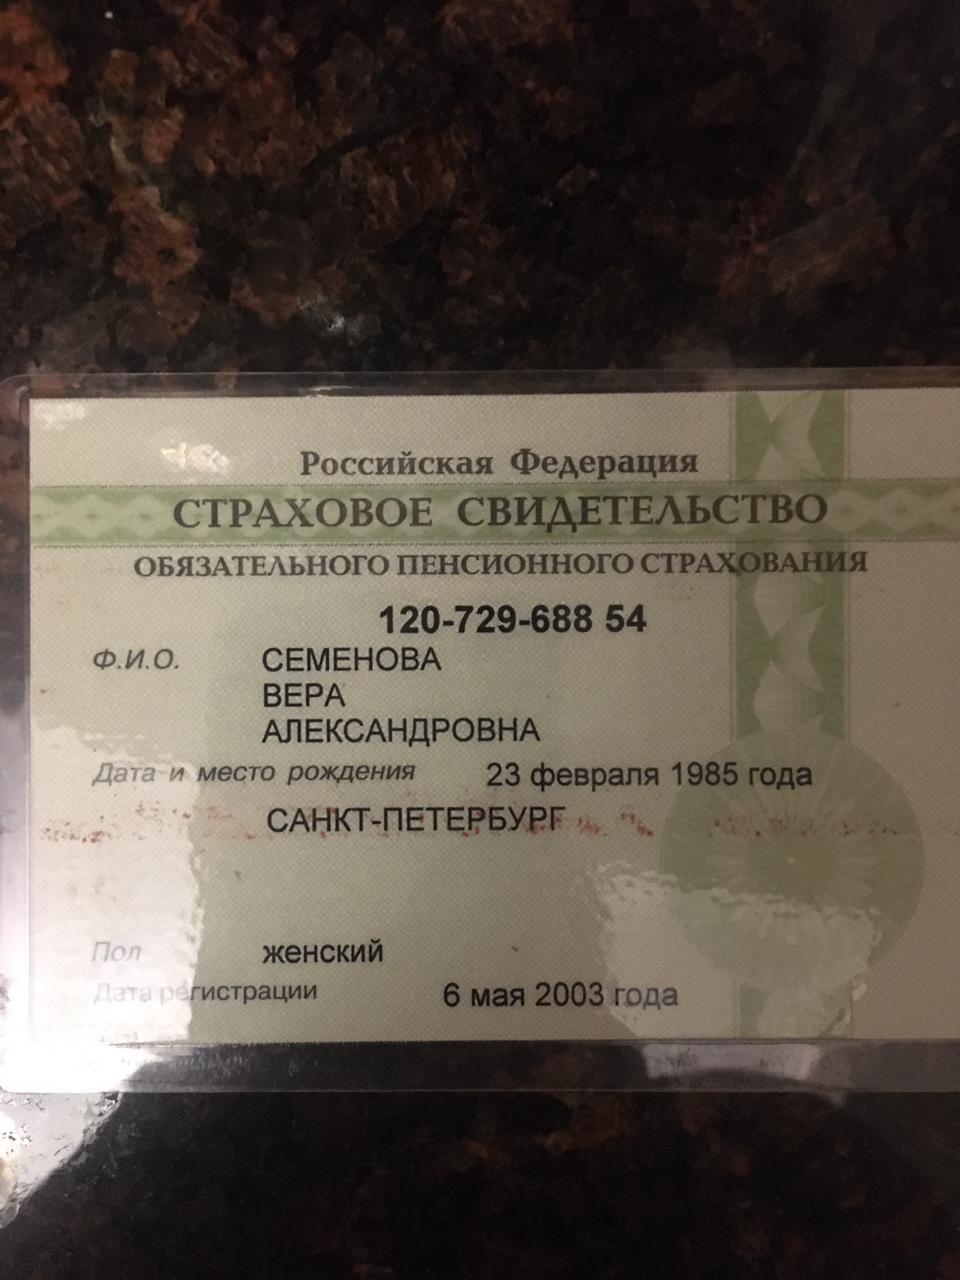 Российская Федерация
СТРАХОВОЕ СВИДЕТЕЛЬСТВО
ОБЯЗАТЕЛЬНОГО ПЕНСИОННОГО СТРАХОВАНИЯ
120-729-688 54
Ф.И.О. СЕМЕНОВА
ВЕРА
АЛЕКСАНДРОВНА
Дата и место рождения 23 февраля 1985 года
САНКТ-ПЕТЕРБУРГ
Пол женский
Дата регистрации 6 мая 2003 года